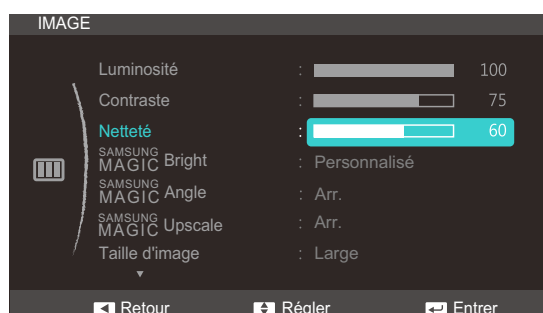 IMAGE
Luminosité : 100
Contraste : 75
Netteté : 60
SAMSUNG MAGIC Bright : Personnalisé
SAMSUNG MAGIC Angle : Arr.
SAMSUNG MAGIC Upscale : Arr.
Taille d'image : Large
Retour Régler Entrer